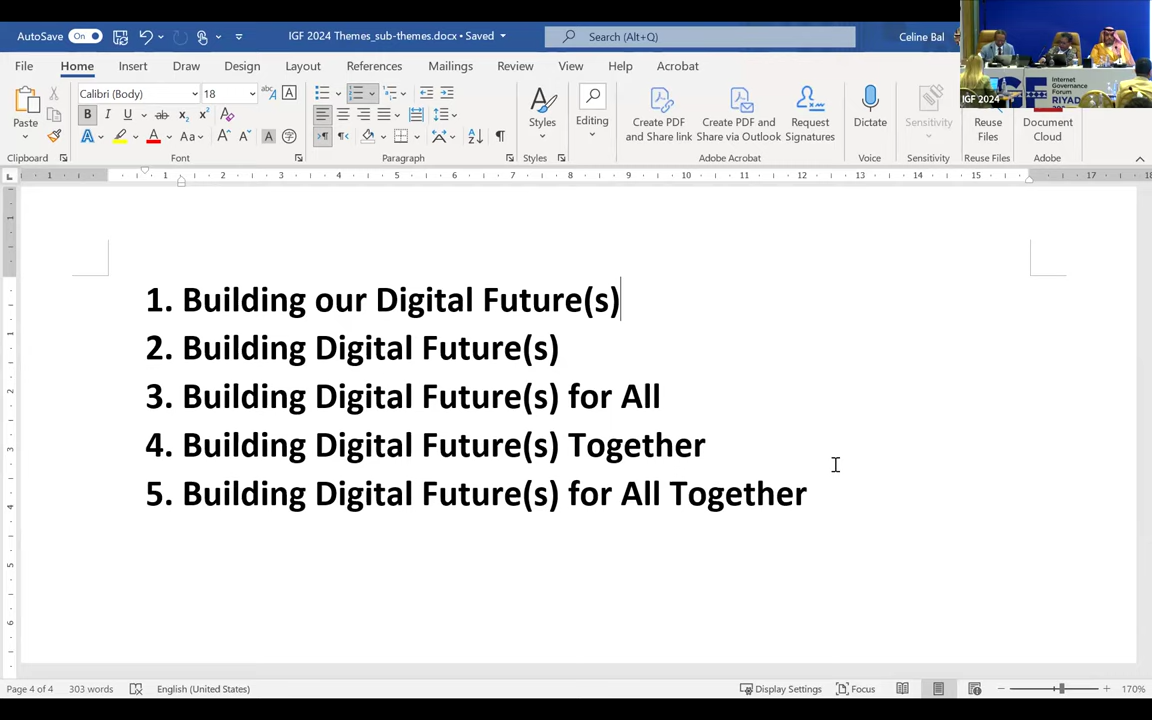 AutoSave On IGF 2024 Themes_sub-themes.docx • Saved Search (Alt+Q) Celine Bal
File Home Insert Draw Design Layout References Mailings Review View Help Acrobat
Paste Calibri (Body) 18 Styles Editing Create PDF and Share link Create PDF and Share via Outlook Request Signatures Dictate Sensitivity Reuse Files Document Cloud
Clipboard Font Paragraph Styles Adobe Acrobat Voice Sensitivity Reuse Files Adobe
IGF 2024
Internet
Governance
Forum
RIYAD
1. Building our Digital Future(s)
2. Building Digital Future(s)
3. Building Digital Future(s) for All
4. Building Digital Future(s) Together
5. Building Digital Future(s) for All Together
Page 4 of 4 303 words English (United States) Display Settings Focus 170%